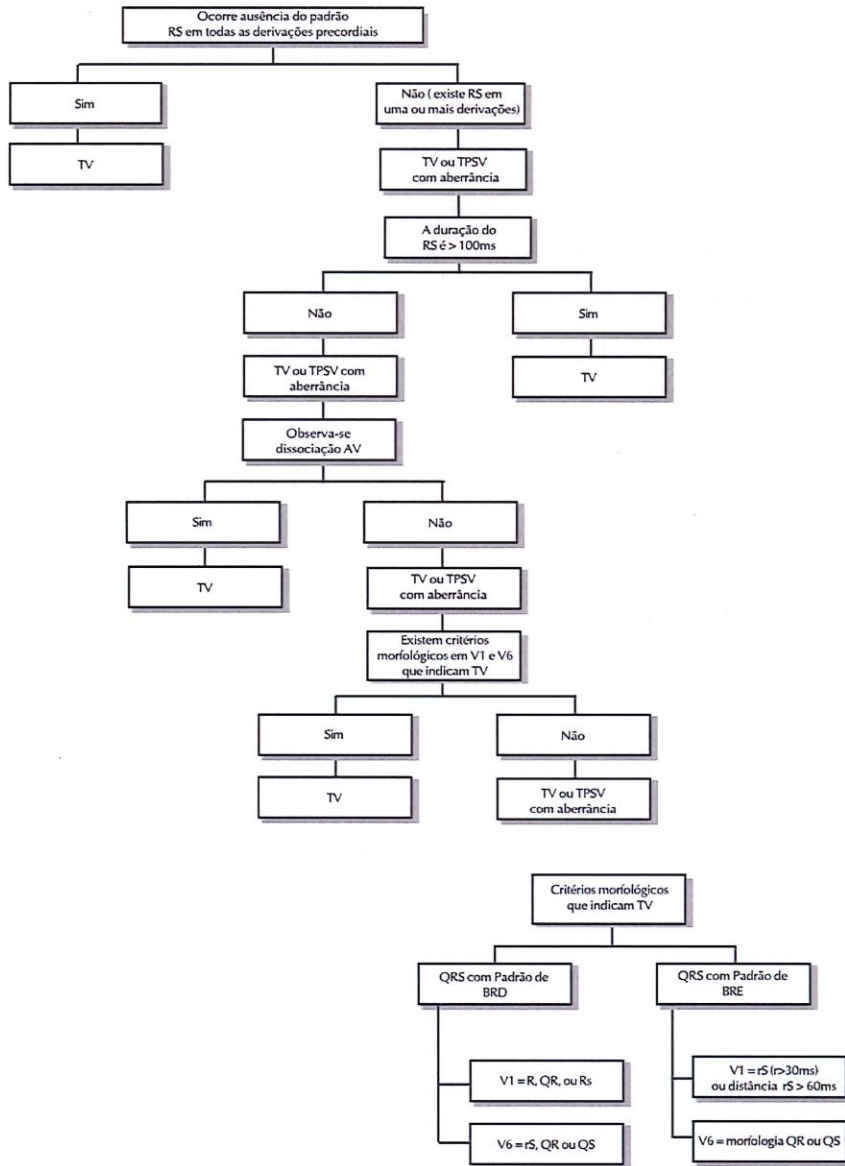 Ocorre ausência do padrão
RS em todas as derivações precordiais
Sim
Não ( existe RS em
uma ou mais derivações)
TV
TV ou TPSV
com aberrância
A duração do
RS é > 100ms
Não
Sim
TV ou TPSV com
aberrância
TV
Observa-se
dissociação AV
Sim
Não
TV
TV ou TPSV
com aberrância
Existem critérios
morfológicos em V1 e V6
que indicam TV
Sim
Não
TV
TV ou TPSV
com aberrância
Critérios morfológicos
que indicam TV
QRS com Padrão de
BRD
QRS com Padrão de
BRE
V1 = R, QR, ou Rs
V1 = rS (r>30ms)
ou distância rS > 60ms
V6 = rS, QR ou QS
V6 = morfologia QR ou QS